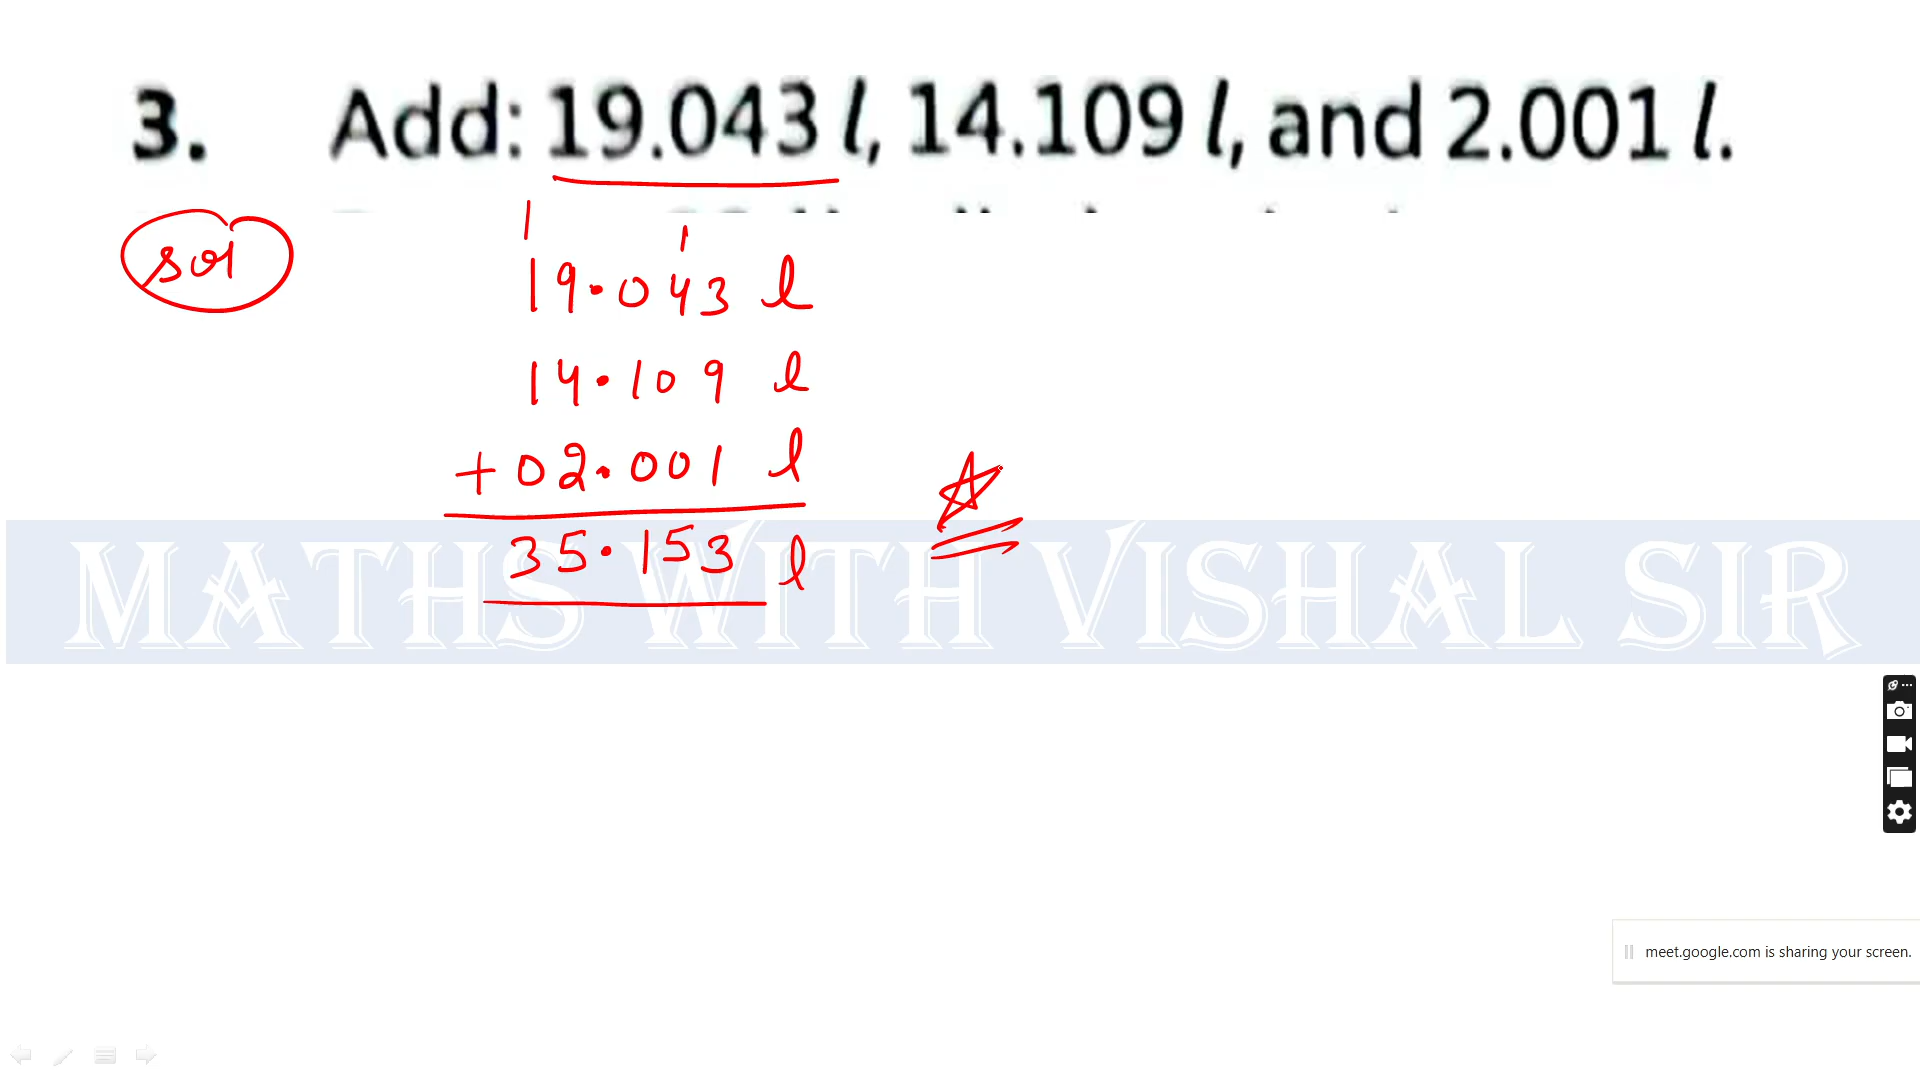 3. Add: 19.043 l, 14.109 l, and 2.001 l.
sol
1 1
19.043 l
14.109 l
+ 02.001 l
35.153 l
MATHS WITH VISHAL SIR
meet.google.com is sharing your screen.